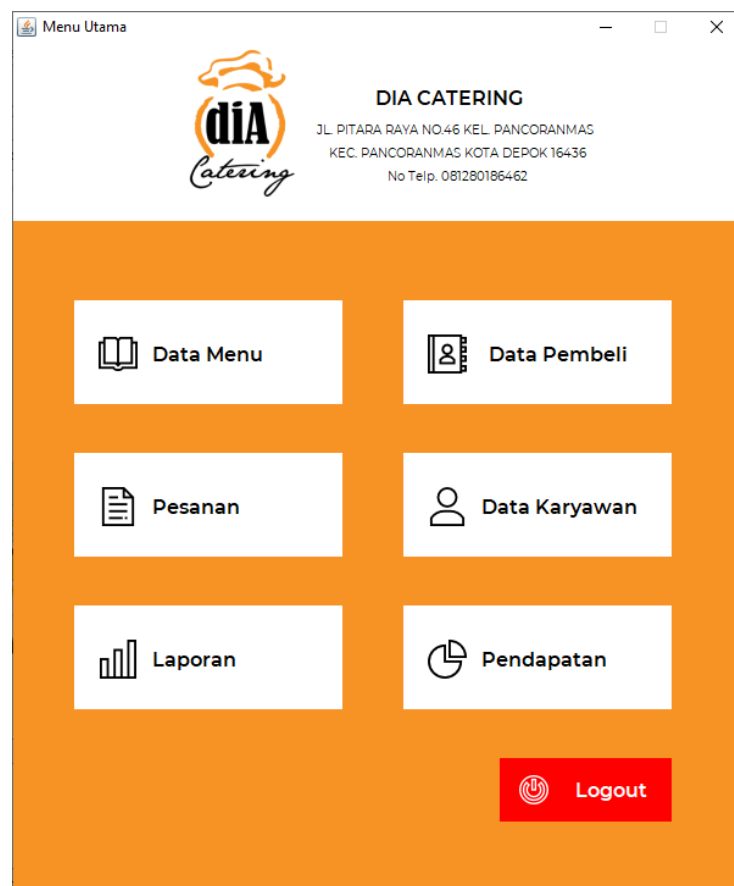 Menu Utama
diA
Catering
DIA CATERING
JL. PITARA RAYA NO.46 KEL. PANCORANMAS
KEC. PANCORANMAS KOTA DEPOK 16436
No Telp. 081280186462
Data Menu
Data Pembeli
Pesanan
Data Karyawan
Laporan
Pendapatan
Logout